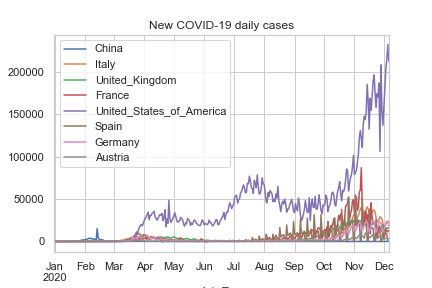 New COVID-19 daily cases
China
Italy
United_Kingdom
France
United_States_of_America
Spain
Germany
Austria
200000
150000
100000
50000
0
Jan Feb Mar Apr May Jun Jul Aug Sep Oct Nov Dec
2020